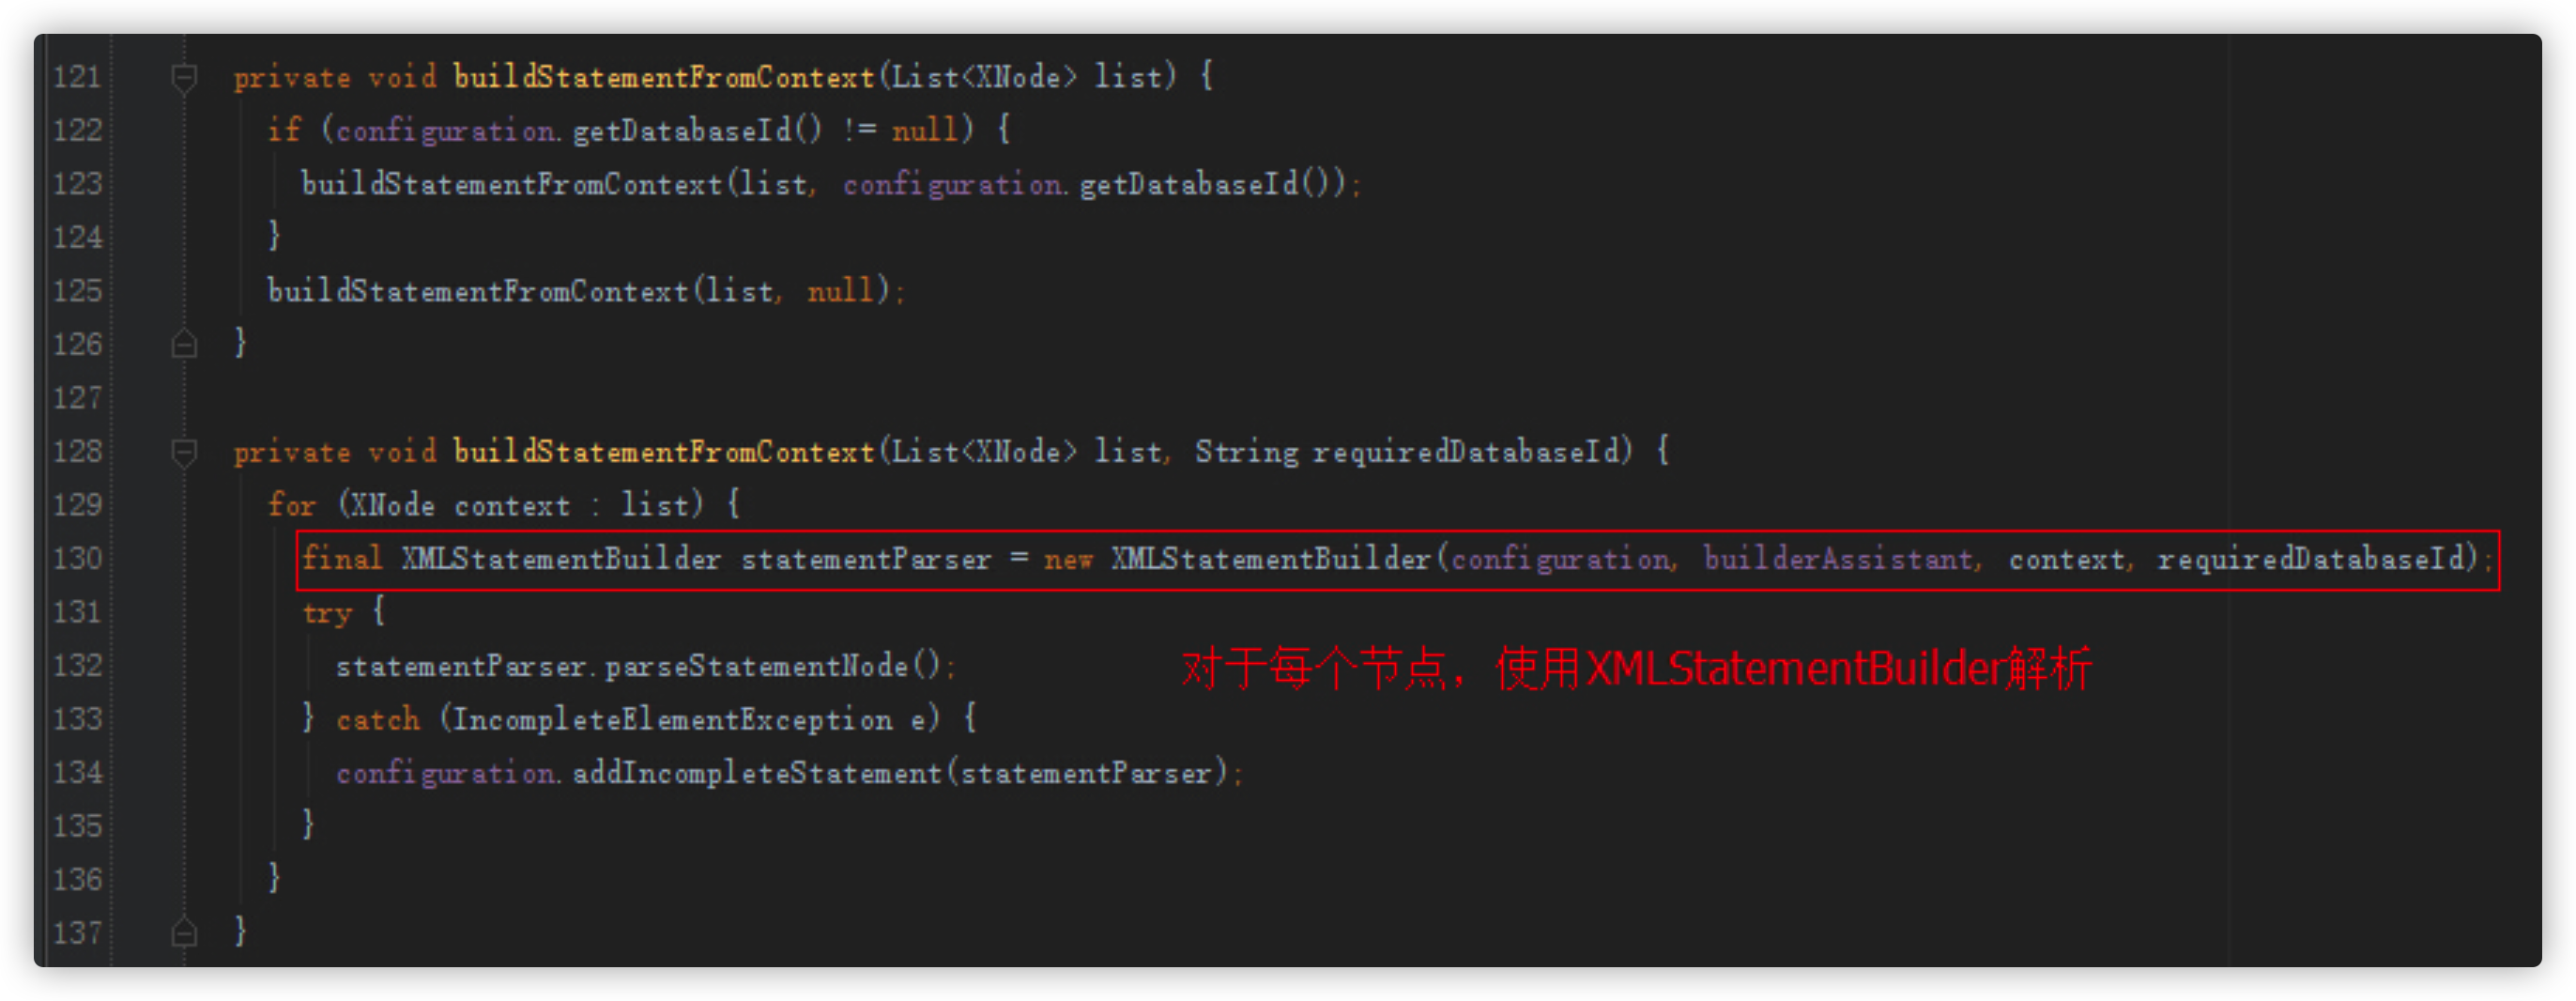 121 private void buildStatementFromContext(List<XNode> list) {
122 if (configuration.getDatabaseId() != null) {
123 buildStatementFromContext(list, configuration.getDatabaseId());
124 }
125 buildStatementFromContext(list, null);
126 }
127
128 private void buildStatementFromContext(List<XNode> list, String requiredDatabaseId) {
129 for (XNode context : list) {
130 final XMLStatementBuilder statementParser = new XMLStatementBuilder(configuration, builderAssistant, context, requiredDatabaseId);
131 try {
132 statementParser.parseStatementNode(); 对于每个节点，使用XMLStatementBuilder解析
133 } catch (IncompleteElementException e) {
134 configuration.addIncompleteStatement(statementParser);
135 }
136 }
137 }